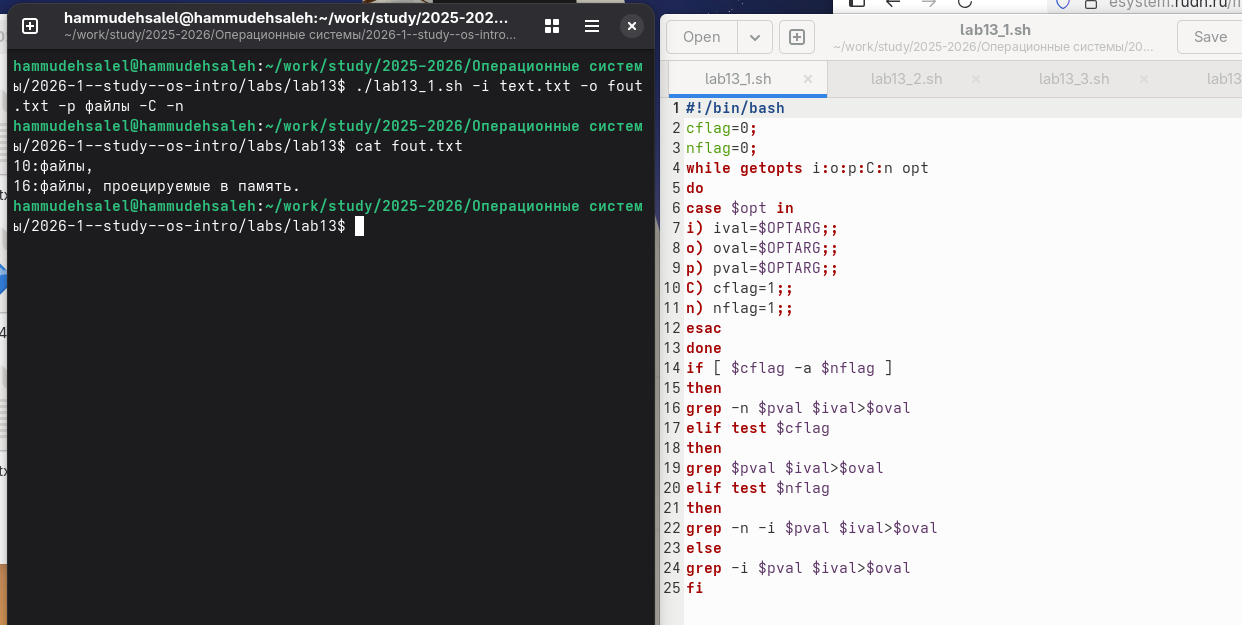 hammudehsalel@hammudehsaleh:~/work/study/2025-202...
~/work/study/2025-2026/Операционные системы/2026-1--study--os-intro...
hammudehsalel@hammudehsaleh:~/work/study/2025-2026/Операционные систем
ы/2026-1--study--os-intro/labs/lab13$ ./lab13_1.sh -i text.txt -o fout
.txt -p файлы -C -n
hammudehsalel@hammudehsaleh:~/work/study/2025-2026/Операционные систем
ы/2026-1--study--os-intro/labs/lab13$ cat fout.txt
10:файлы,
16:файлы, проецируемые в память.
hammudehsalel@hammudehsaleh:~/work/study/2025-2026/Операционные систем
ы/2026-1--study--os-intro/labs/lab13$
esystem.rudn.ru/m
Open
lab13_1.sh
~/work/study/2025-2026/Операционные системы/20...
Save
lab13_1.sh × lab13_2.sh × lab13_3.sh × lab13
1 #!/bin/bash
2 cflag=0;
3 nflag=0;
4 while getopts i:o:p:C:n opt
5 do
6 case $opt in
7 i) ival=$OPTARG;;
8 o) oval=$OPTARG;;
9 p) pval=$OPTARG;;
10 C) cflag=1;;
11 n) nflag=1;;
12 esac
13 done
14 if [ $cflag -a $nflag ]
15 then
16 grep -n $pval $ival>$oval
17 elif test $cflag
18 then
19 grep $pval $ival>$oval
20 elif test $nflag
21 then
22 grep -n -i $pval $ival>$oval
23 else
24 grep -i $pval $ival>$oval
25 fi